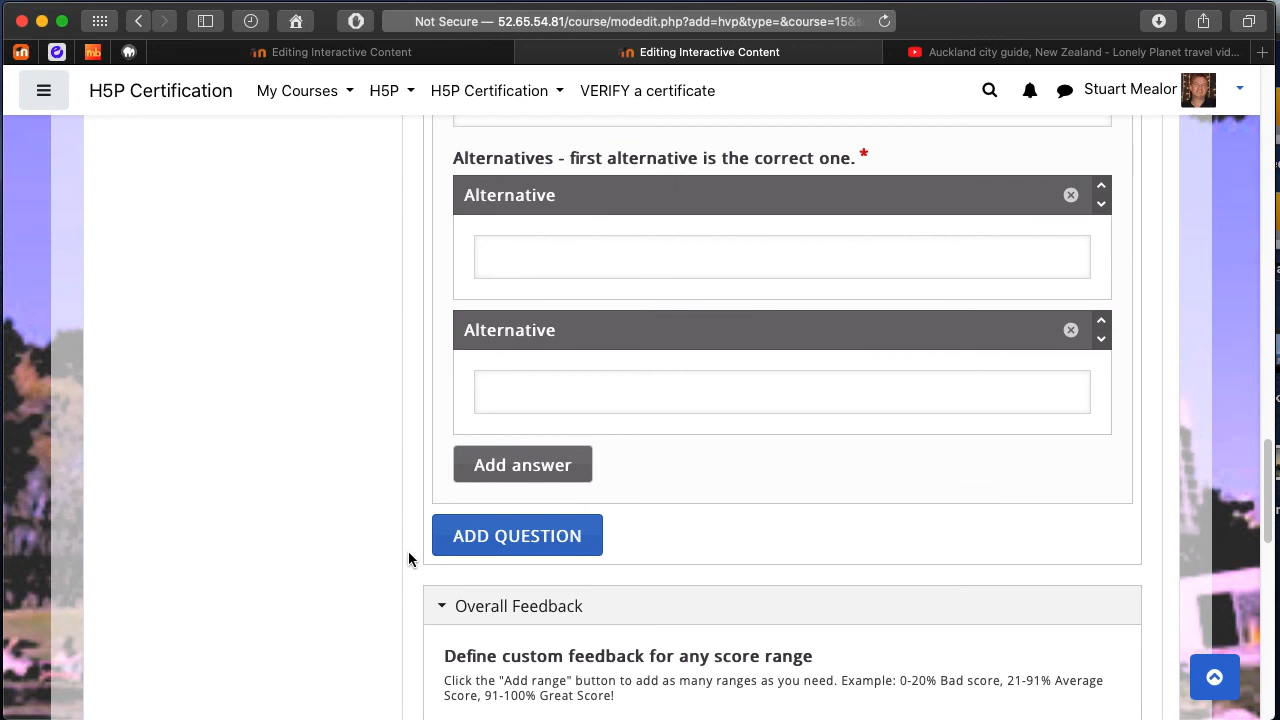 Not Secure — 52.65.54.81/course/modedit.php?add=hvp&type=&course=15&s
Editing Interactive Content
Editing Interactive Content
Auckland city guide, New Zealand - Lonely Planet travel vid...
H5P Certification
My Courses
H5P
H5P Certification
VERIFY a certificate
Stuart Mealor
Alternatives - first alternative is the correct one. *
Alternative
Alternative
Add answer
ADD QUESTION
Overall Feedback
Define custom feedback for any score range
Click the "Add range" button to add as many ranges as you need. Example: 0-20% Bad score, 21-91% Average
Score, 91-100% Great Score!